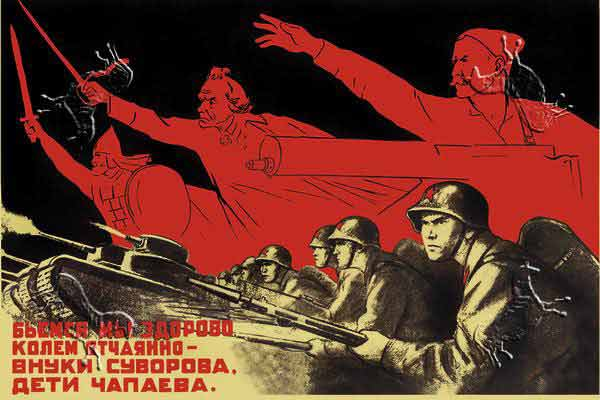 БЬЕМСЯ МЫ ЗДОРОВО,
КОЛЕМ ОТЧАЯННО–
ВНУКИ СУВОРОВА,
ДЕТИ ЧАПАЕВА.